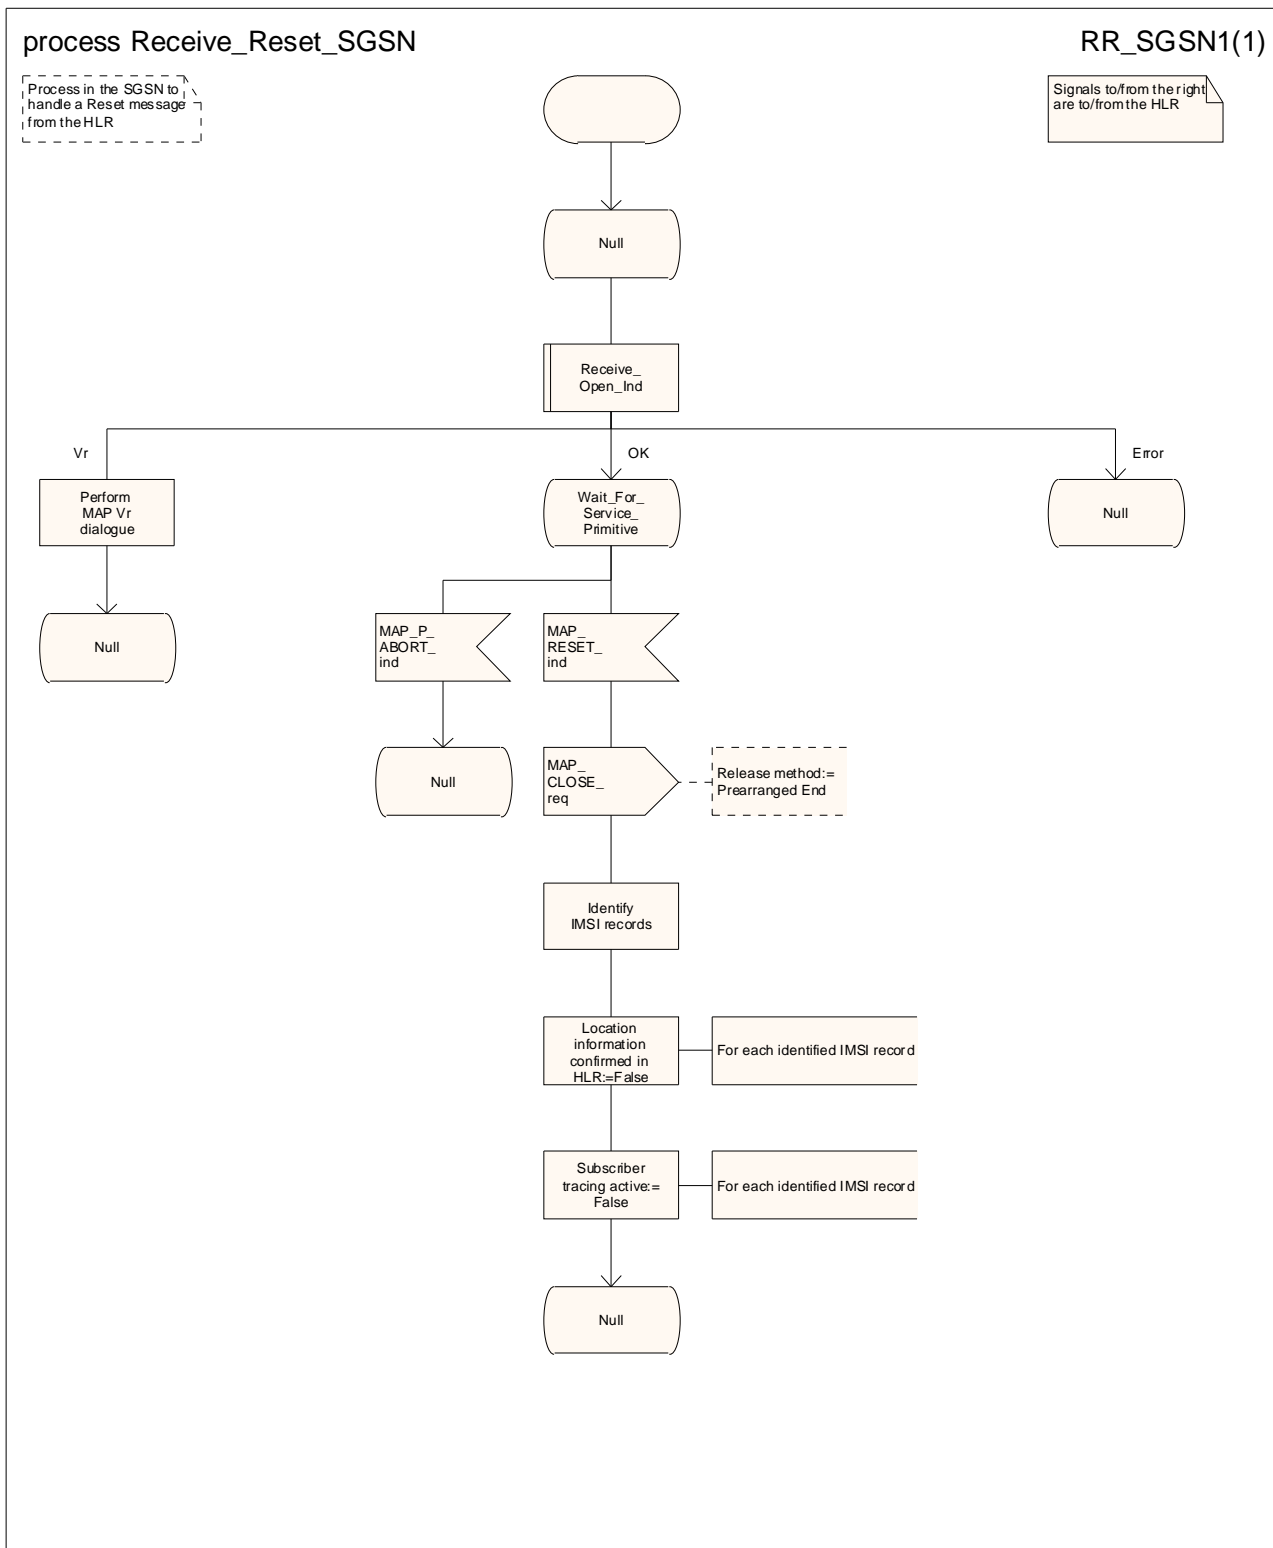 process Receive_Reset_SGSN
RR_SGSN1(1)
Process in the SGSN to
handle a Reset message
from the HLR
Signals to/from the right
are to/from the HLR
Null
Receive_
Open_Ind
Vr
OK
Error
Perform
MAP Vr
dialogue
Wait_For_
Service_
Primitive
Null
Null
MAP_P_
ABORT_
ind
MAP_
RESET_
ind
Null
MAP_
CLOSE_
req
Release method:=
Prearranged End
Identify
IMSI records
Location
information
confirmed in
HLR:=False
For each identified IMSI record
Subscriber
tracing active:=
False
For each identified IMSI record
Null